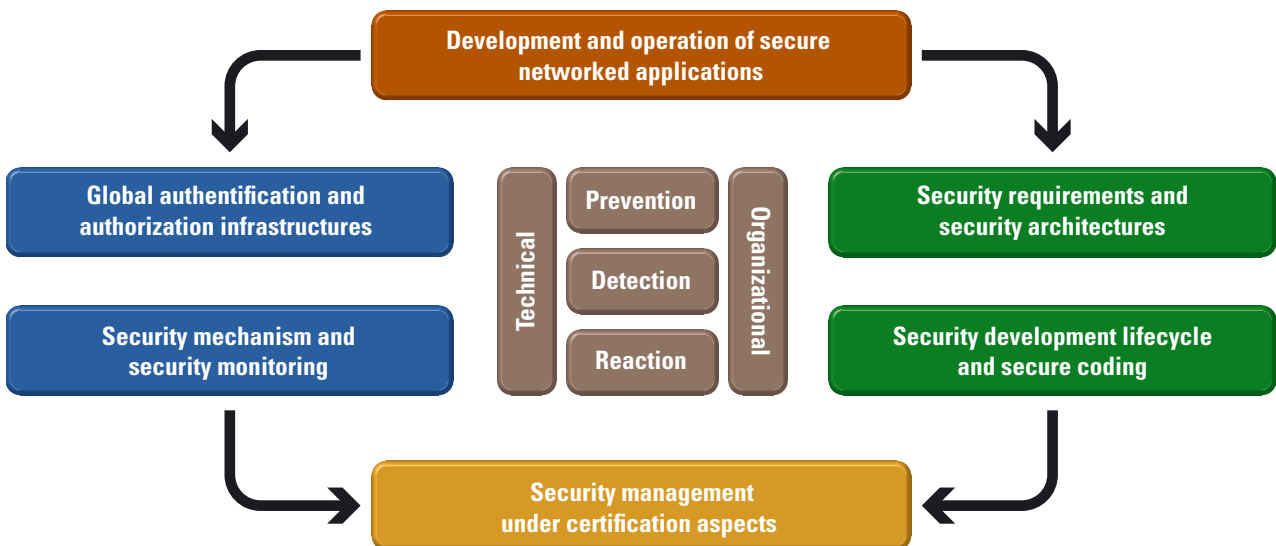 Development and operation of secure
networked applications
Global authentification and
authorization infrastructures
Security mechanism and
security monitoring
Technical
Prevention
Detection
Reaction
Organizational
Security requirements and
security architectures
Security development lifecycle
and secure coding
Security management
under certification aspects